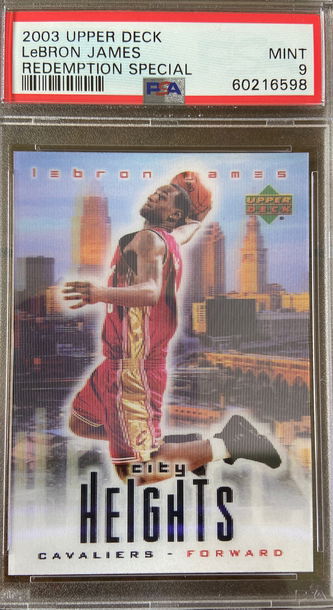 2003 UPPER DECK
LeBRON JAMES MINT
REDEMPTION SPECIAL 9
PSA 60216598
lebron james
UPPER
DECK
city
HEIGHTS
CAVALIERS - FORWARD